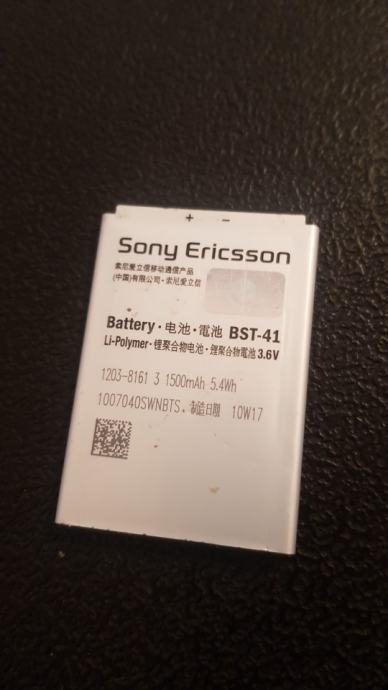 + −
Sony Ericsson
索尼爱立信移动通信产品
(中国)有限公司·索尼爱立信
Battery·电池·電池 BST-41
Li-Polymer·锂聚合物电池·鋰聚合物電池 3.6V
1203-8161 3 1500mAh 5.4Wh
1007040SWNBTS、制造日期 10W17